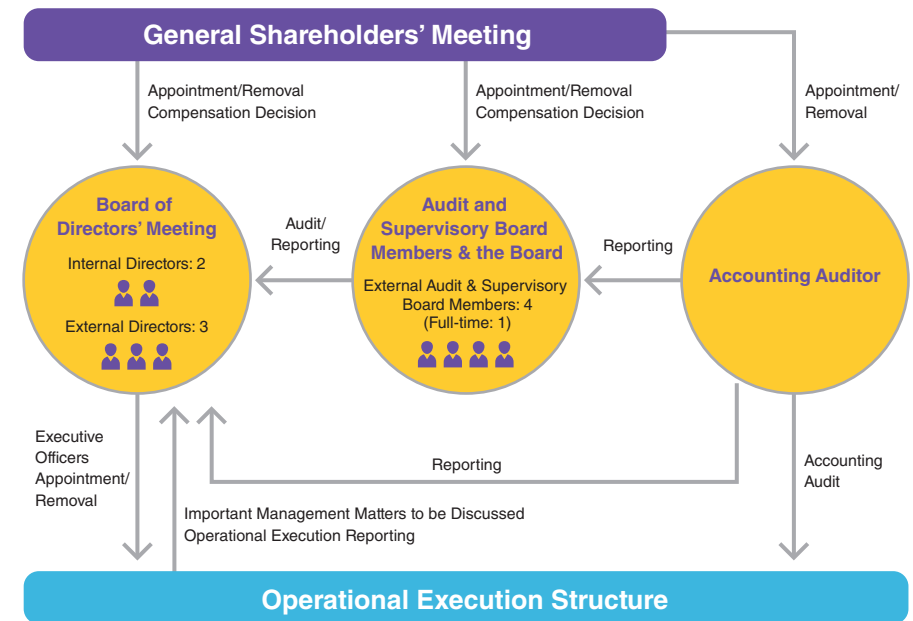 General Shareholders’ Meeting
Appointment/Removal
Compensation Decision
Appointment/Removal
Compensation Decision
Appointment/
Removal
Board of
Directors’ Meeting
Internal Directors: 2
External Directors: 3
Audit/
Reporting
Audit and
Supervisory Board
Members & the Board
External Audit & Supervisory
Board Members: 4
(Full-time: 1)
Reporting
Accounting Auditor
Executive
Officers
Appointment/
Removal
Reporting
Accounting
Audit
Important Management Matters to be Discussed
Operational Execution Reporting
Operational Execution Structure